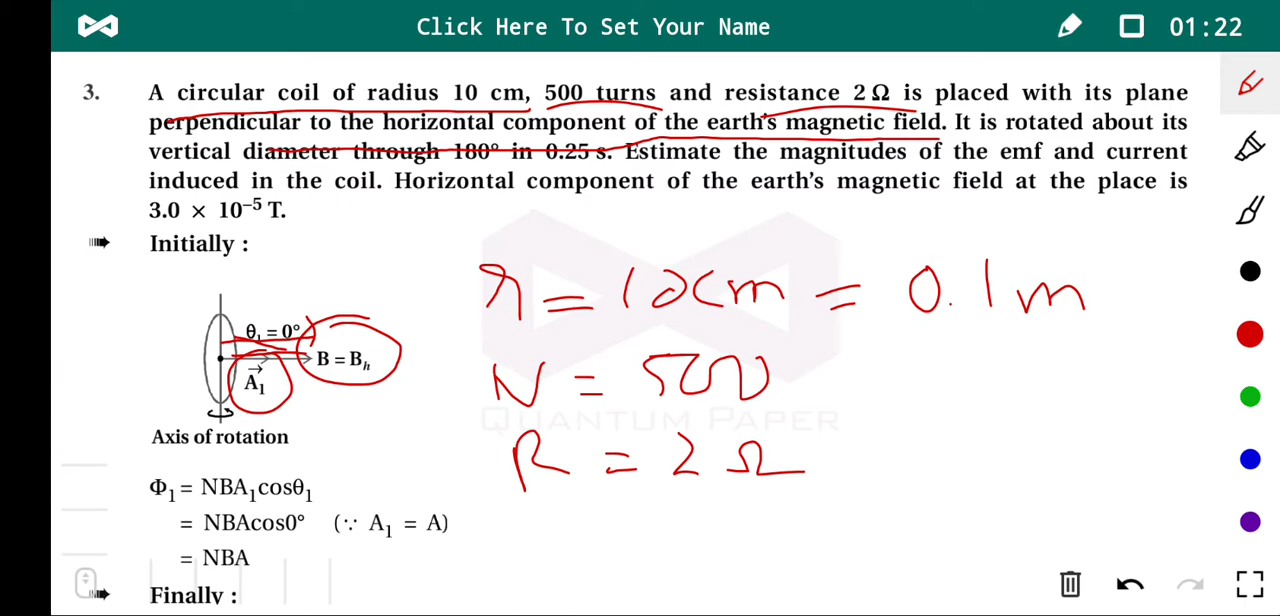 Click Here To Set Your Name
01:22
3. A circular coil of radius 10 cm, 500 turns and resistance 2 Ω is placed with its plane
perpendicular to the horizontal component of the earth's magnetic field. It is rotated about its
vertical diameter through 180° in 0.25 s. Estimate the magnitudes of the emf and current
induced in the coil. Horizontal component of the earth's magnetic field at the place is
3.0 × 10⁻⁵ T.
Initially :
r = 10cm = 0.1m
θ₁ = 0°
B = Bₕ
A⃗₁
N = 500
QUANTUM PAPER
Axis of rotation
R = 2 Ω
Φ₁ = NBA₁cosθ₁
= NBAcos0° (∵ A₁ = A)
= NBA
Finally :